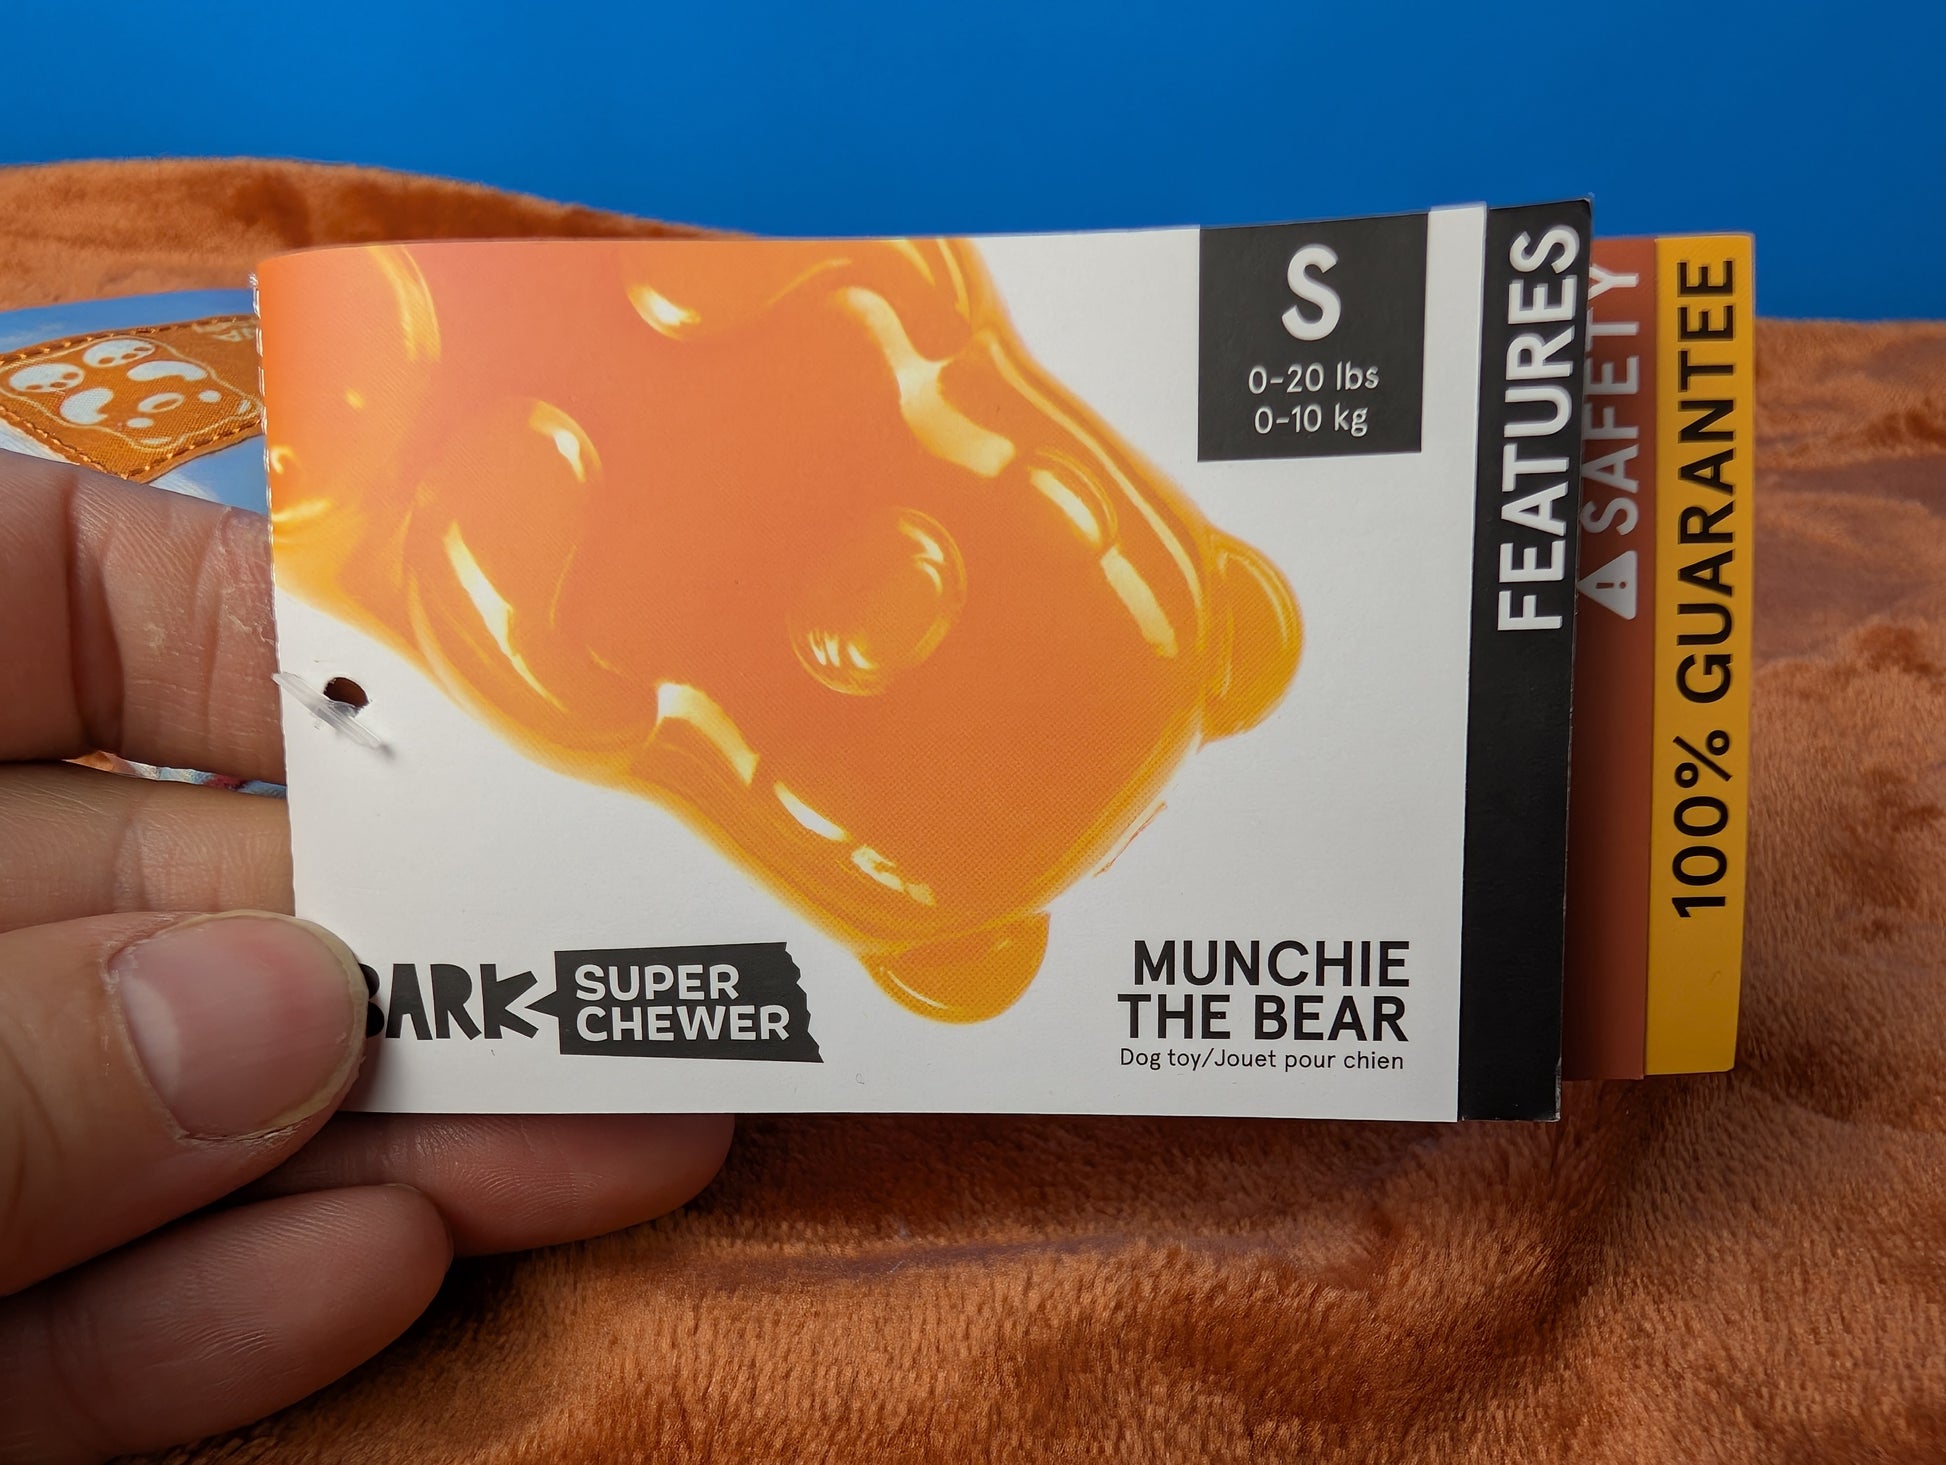 S
0-20 lbs
0-10 kg
BARK
SUPER
CHEWER
MUNCHIE
THE BEAR
Dog toy/Jouet pour chien
FEATURES
SAFETY
100% GUARANTEE